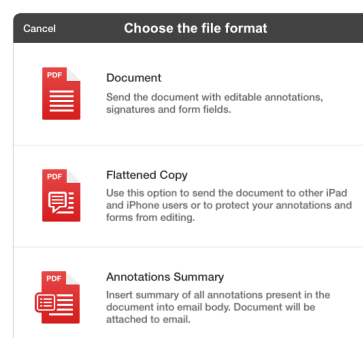 Cancel Choose the file format
PDF
Document
Send the document with editable annotations,
signatures and form fields.
PDF
Flattened Copy
Use this option to send the document to other iPad
and iPhone users or to protect your annotations and
forms from editing.
PDF
Annotations Summary
Insert summary of all annotations present in the
document into email body. Document will be
attached to email.